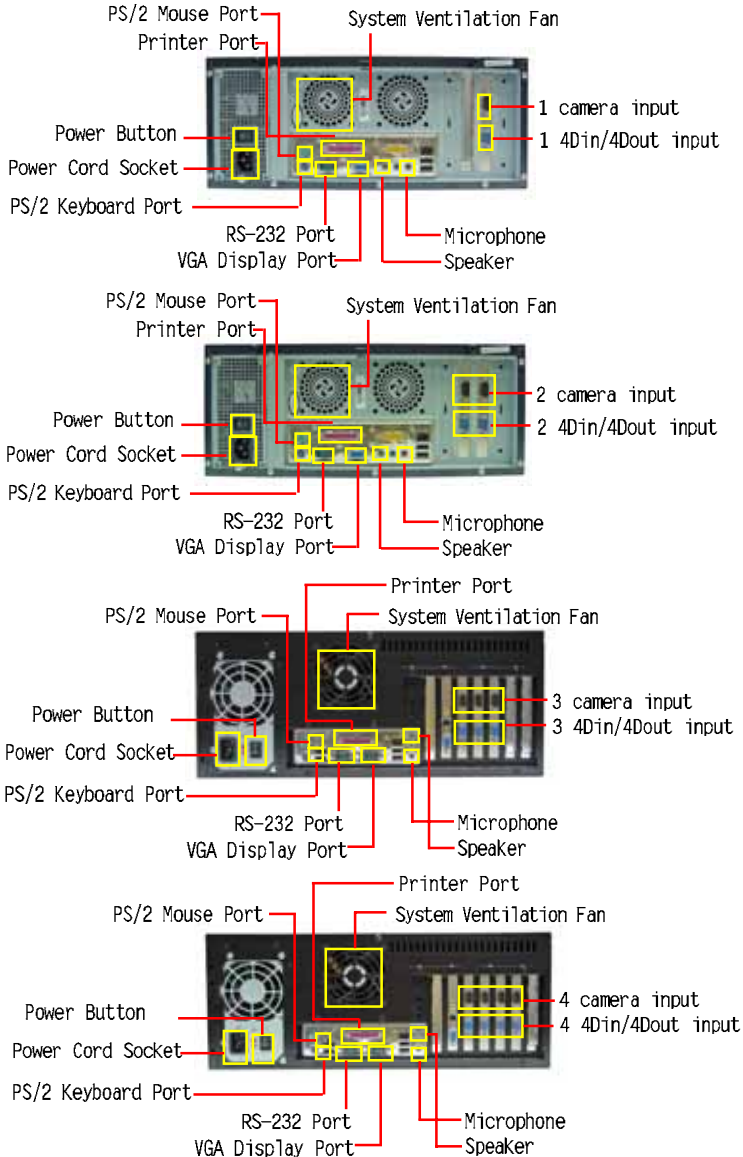 PS/2 Mouse Port
System Ventilation Fan
Printer Port
1 camera input
Power Button
1 4Din/4Dout input
Power Cord Socket
PS/2 Keyboard Port
RS-232 Port
Microphone
VGA Display Port
Speaker
PS/2 Mouse Port
System Ventilation Fan
Printer Port
2 camera input
Power Button
2 4Din/4Dout input
Power Cord Socket
PS/2 Keyboard Port
RS-232 Port
Microphone
VGA Display Port
Speaker
Printer Port
PS/2 Mouse Port
System Ventilation Fan
3 camera input
Power Button
3 4Din/4Dout input
Power Cord Socket
PS/2 Keyboard Port
RS-232 Port
Microphone
VGA Display Port
Speaker
Printer Port
PS/2 Mouse Port
System Ventilation Fan
4 camera input
Power Button
4 4Din/4Dout input
Power Cord Socket
PS/2 Keyboard Port
RS-232 Port
Microphone
VGA Display Port
Speaker